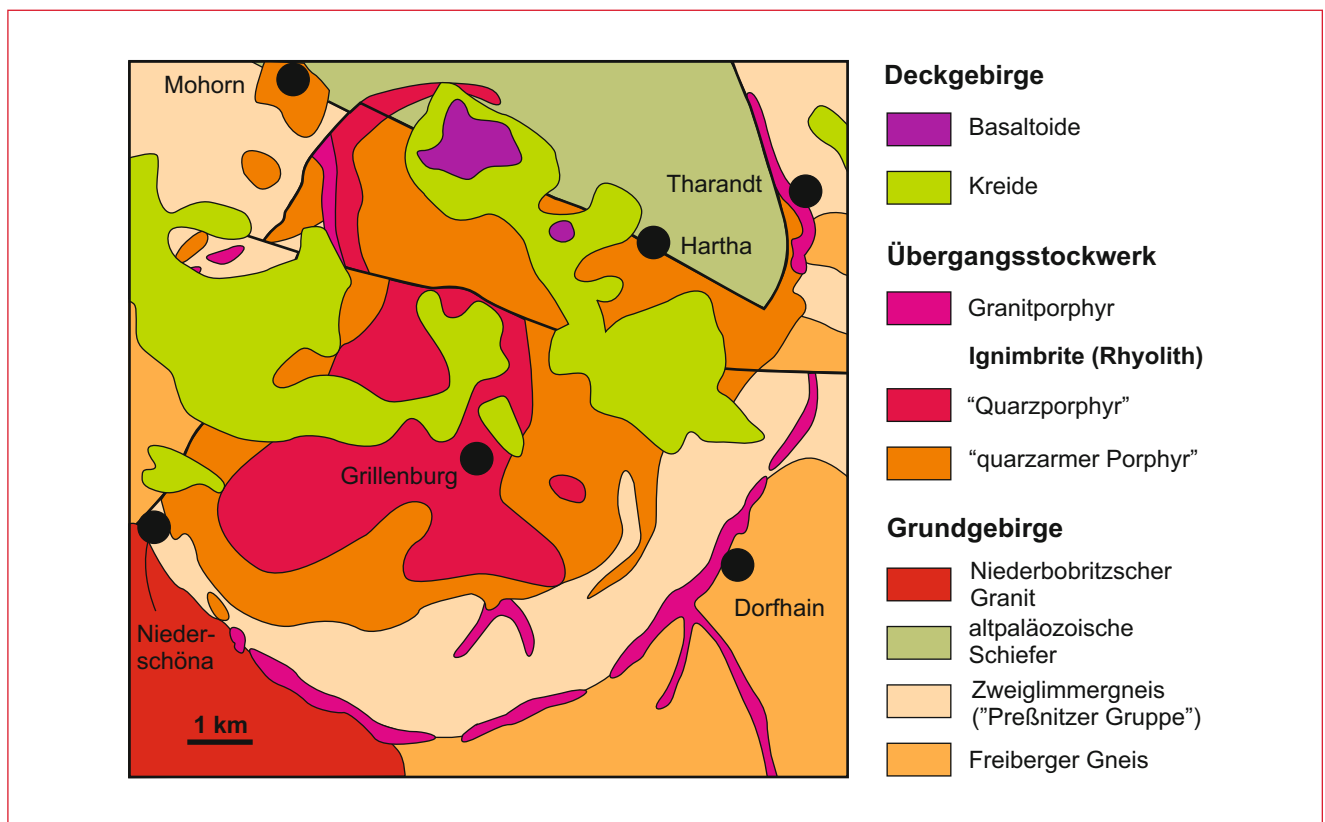 Mohorn
Tharandt
Hartha
Grillenburg
Dorfhain
Nieder-
schöna
1 km
Deckgebirge
Basaltoide
Kreide
Übergangsstockwerk
Granitporphyr
Ignimbrite (Rhyolith)
“Quarzporphyr”
“quarzarmer Porphyr”
Grundgebirge
Niederbobritzscher
Granit
altpaläozoische
Schiefer
Zweiglimmergneis
(”Preßnitzer Gruppe”)
Freiberger Gneis